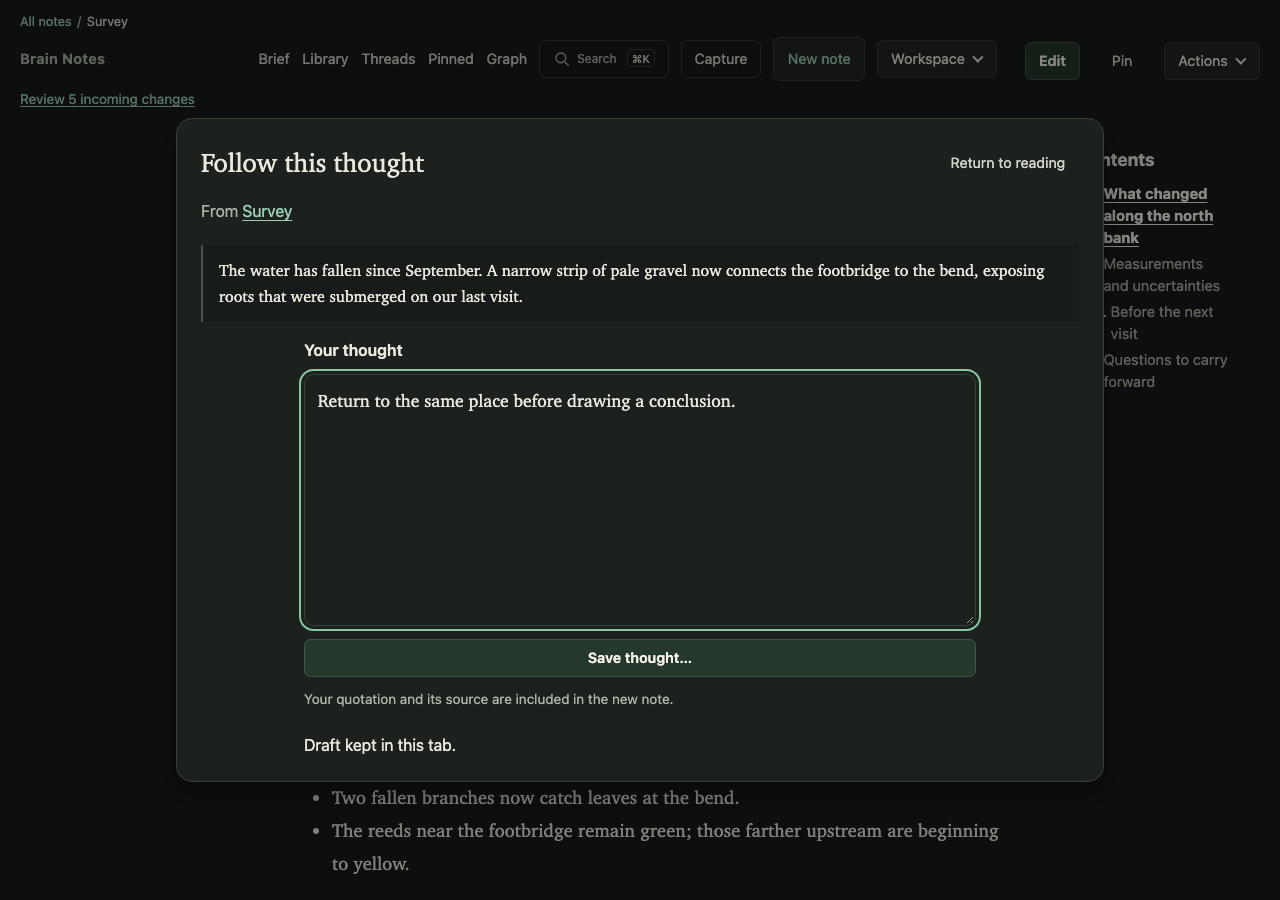 All notes / Survey
Brain Notes
Brief Library Threads Pinned Graph Search ⌘K Capture New note Workspace Edit Pin Actions
Review 5 incoming changes
Follow this thought
Return to reading
From Survey
The water has fallen since September. A narrow strip of pale gravel now connects the footbridge to the bend, exposing
roots that were submerged on our last visit.
Your thought
Return to the same place before drawing a conclusion.
Save thought...
Your quotation and its source are included in the new note.
Draft kept in this tab.
ntents
What changed
along the north
bank
Measurements
and uncertainties
. Before the next
visit
Questions to carry
forward
• Two fallen branches now catch leaves at the bend.
• The reeds near the footbridge remain green; those farther upstream are beginning
to yellow.